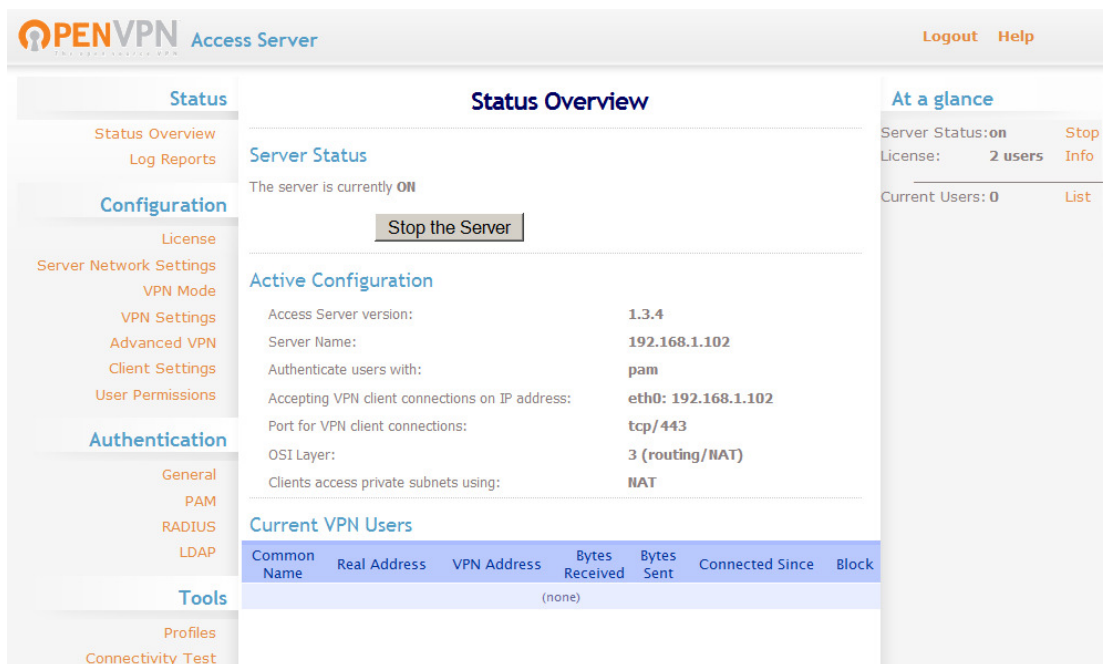 OPENVPN Access Server
Logout Help
Status
Status Overview
Log Reports
Configuration
License
Server Network Settings
VPN Mode
VPN Settings
Advanced VPN
Client Settings
User Permissions
Authentication
General
PAM
RADIUS
LDAP
Tools
Profiles
Connectivity Test
Status Overview
Server Status
The server is currently ON
Stop the Server
Active Configuration
Access Server version: 1.3.4
Server Name: 192.168.1.102
Authenticate users with: pam
Accepting VPN client connections on IP address: eth0: 192.168.1.102
Port for VPN client connections: tcp/443
OSI Layer: 3 (routing/NAT)
Clients access private subnets using: NAT
Current VPN Users
Common Name Real Address VPN Address Bytes Received Bytes Sent Connected Since Block
(none)
At a glance
Server Status: on Stop
License: 2 users Info
Current Users: 0 List